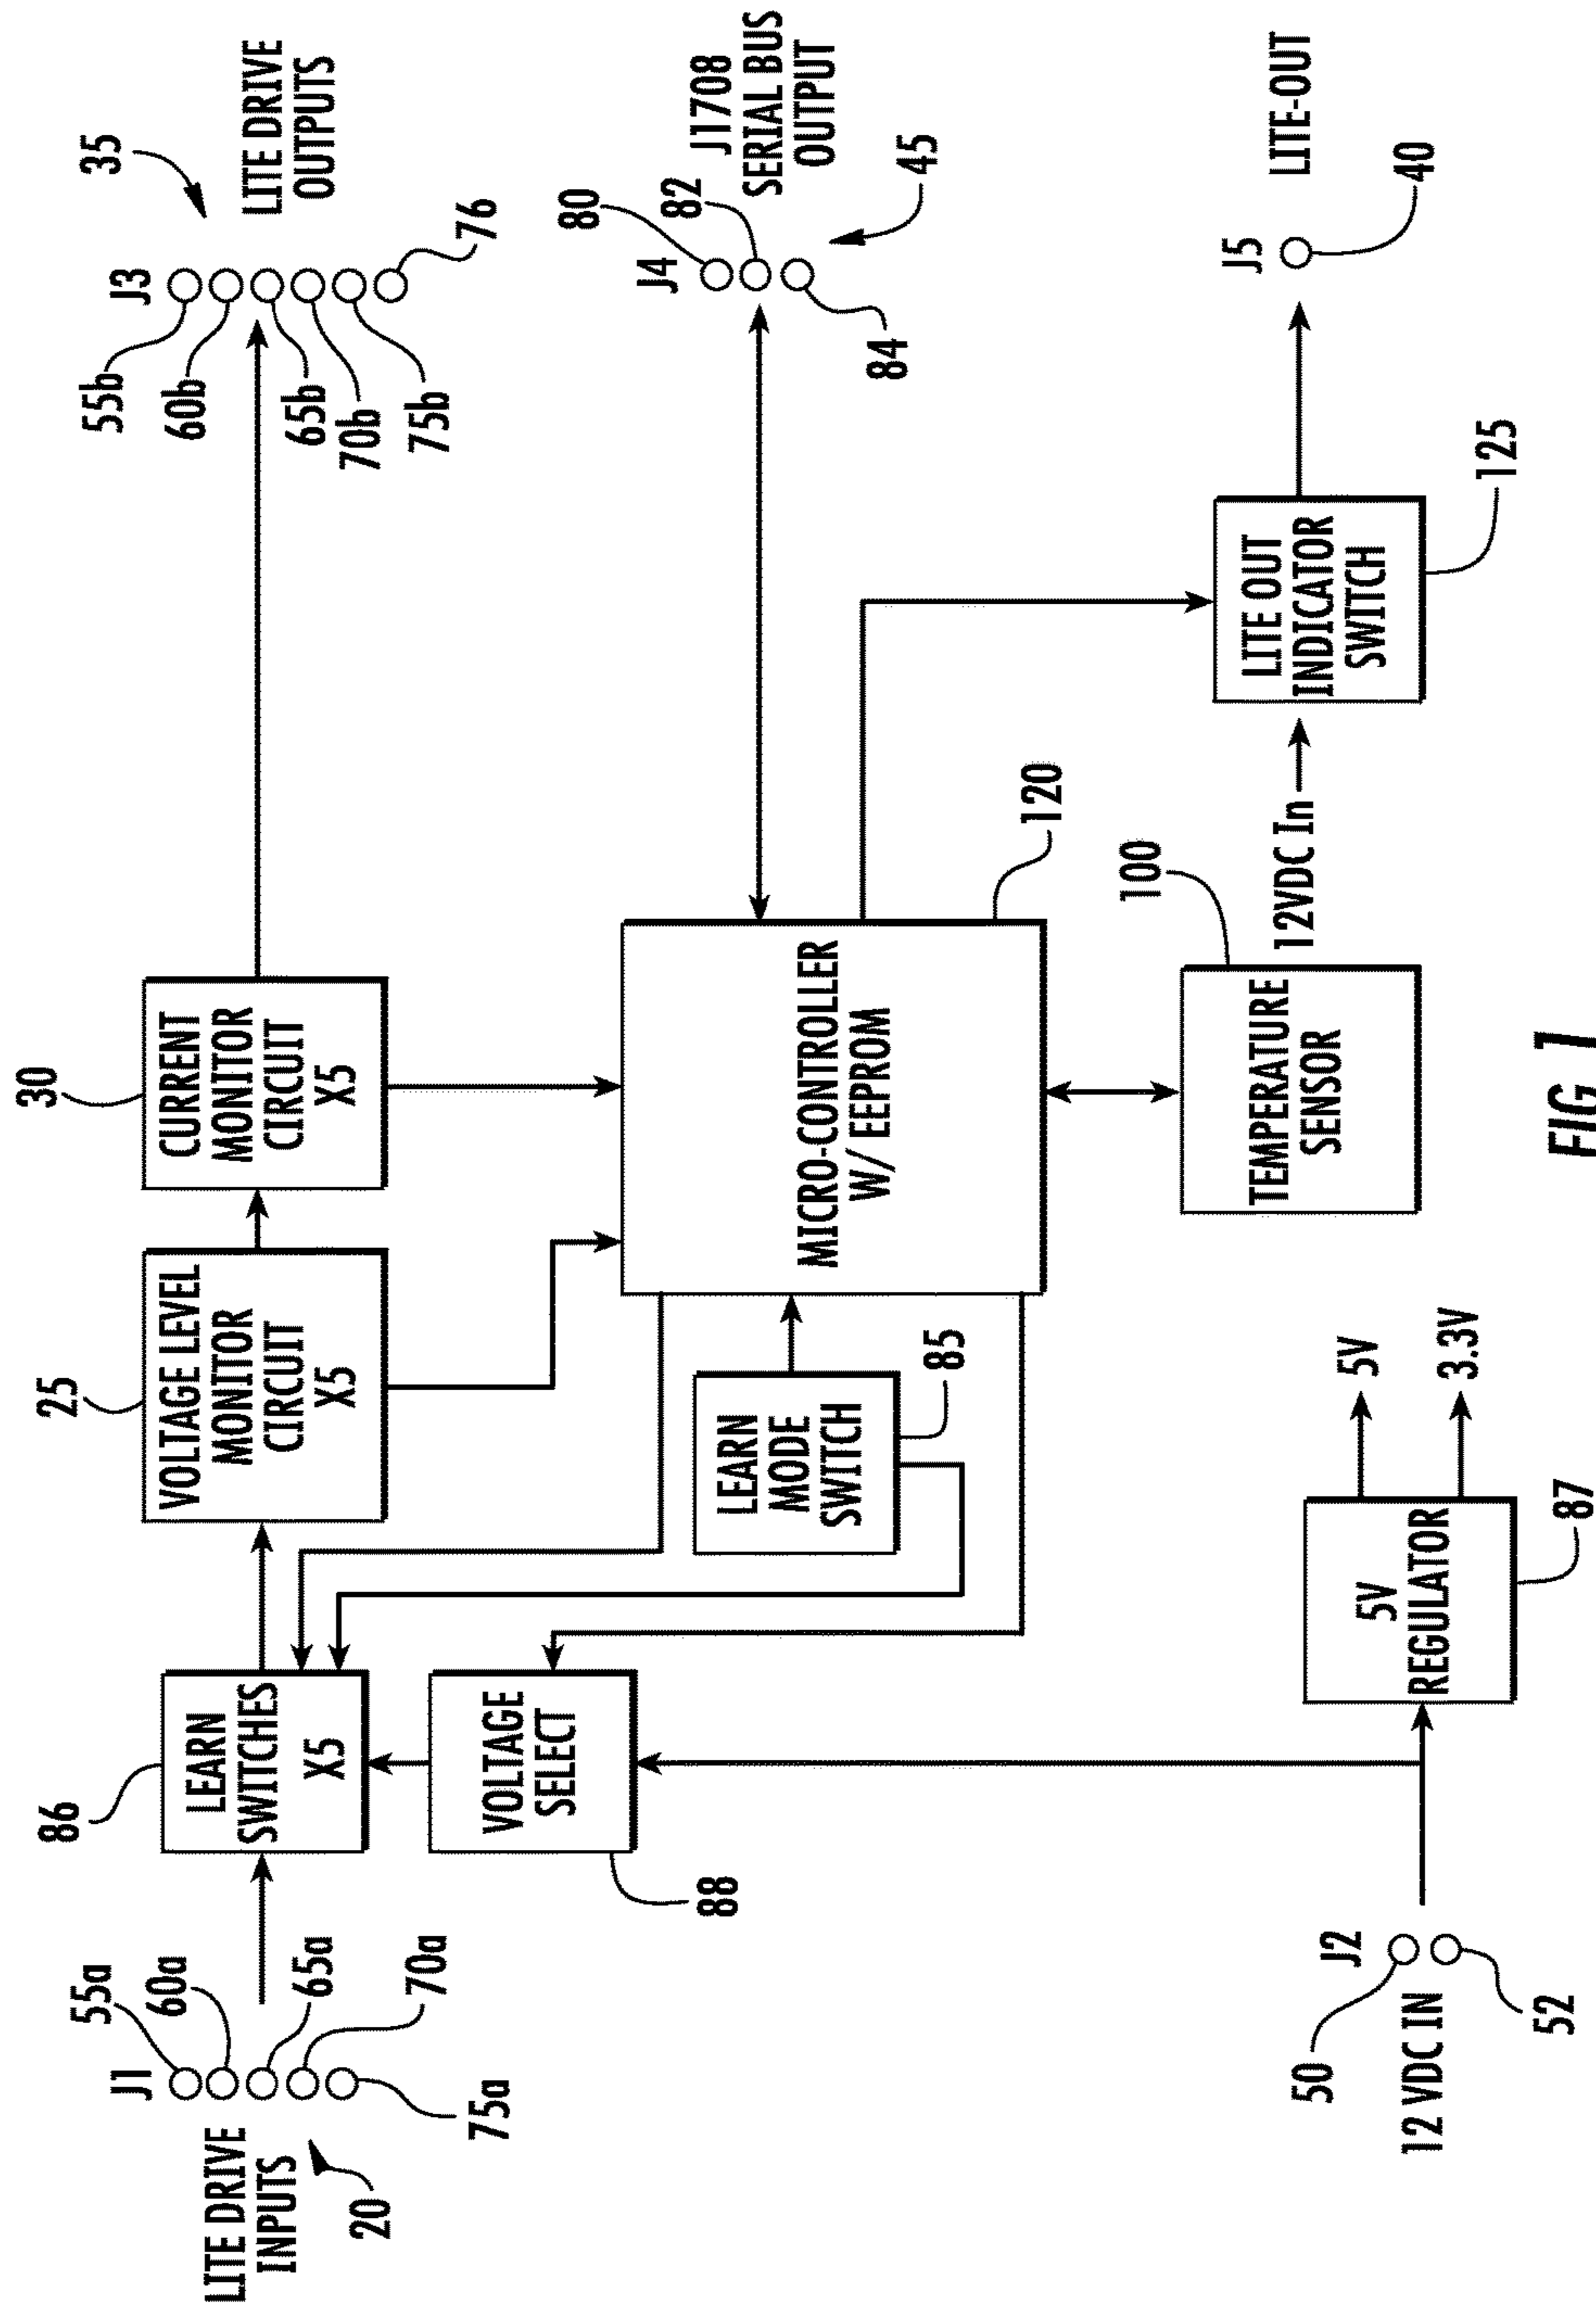 LITE DRIVE
INPUTS
20
J1
55a
60a
65a
70a
75a
86
LEARN
SWITCHES
X5
VOLTAGE
SELECT
88
25
VOLTAGE LEVEL
MONITOR
CIRCUIT
X5
30
CURRENT
MONITOR
CIRCUIT
X5
LEARN
MODE
SWITCH
85
MICRO-CONTROLLER
W/ EEPROM
120
35
LITE DRIVE
OUTPUTS
J3
55b
60b
65b
70b
75b
76
J1708
SERIAL BUS
OUTPUT
J4
80
82
84
45
12 VDC IN
J2
50
52
5V
REGULATOR
87
5V
3.3V
100
TEMPERATURE
SENSOR
12VDC In
LITE OUT
INDICATOR
SWITCH
125
LITE-OUT
J5
40
FIG 1